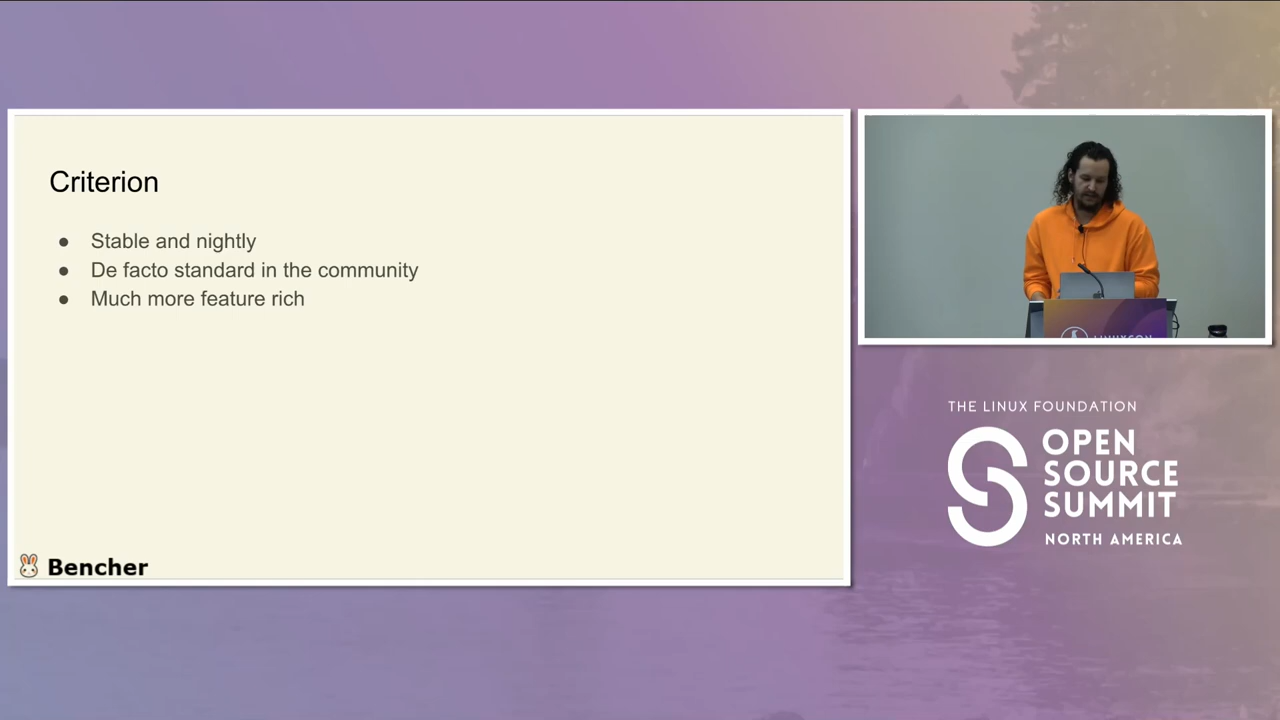 Criterion
● Stable and nightly
● De facto standard in the community
● Much more feature rich
Bencher
THE LINUX FOUNDATION
OPEN
SOURCE
SUMMIT
NORTH AMERICA